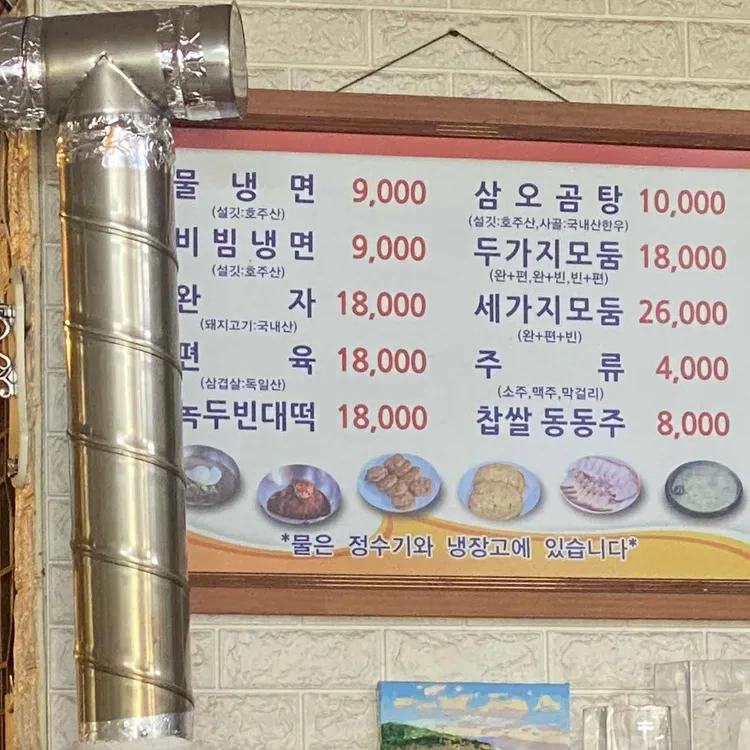 물 냉 면 9,000
(설깃:호주산)
비 빔 냉 면 9,000
(설깃:호주산)
완 자 18,000
(돼지고기:국내산)
편 육 18,000
(삼겹살:독일산)
녹두빈대떡 18,000
삼 오 곰 탕 10,000
(설깃:호주산,사골:국내산한우)
두가지모둠 18,000
(완+편,완+빈,빈+편)
세가지모둠 26,000
(완+편+빈)
주 류 4,000
(소주,맥주,막걸리)
찹쌀 동동주 8,000
*물은 정수기와 냉장고에 있습니다*